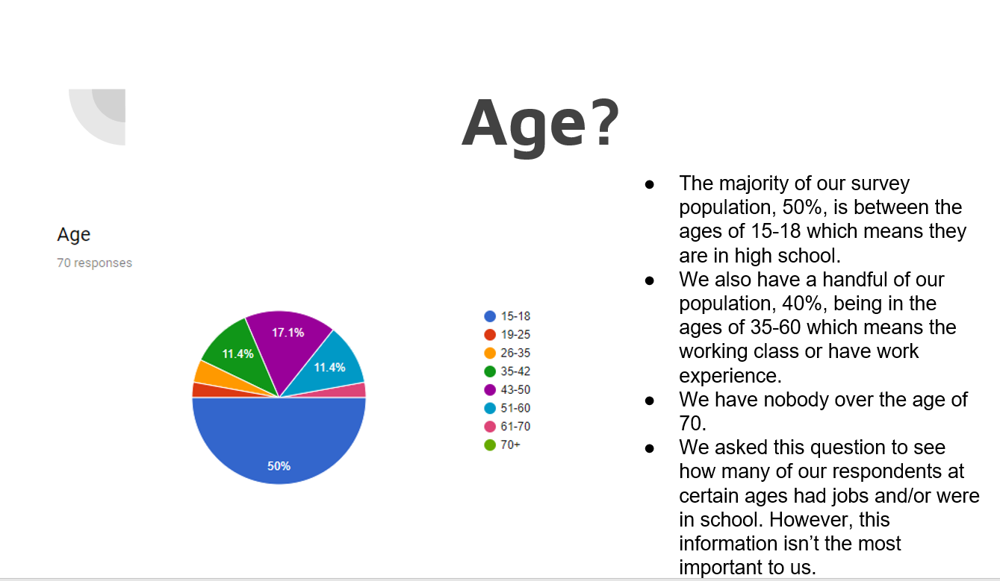 Age?
Age
70 responses
17.1%
11.4%
11.4%
50%
15-18
19-25
26-35
35-42
43-50
51-60
61-70
70+
● The majority of our survey
population, 50%, is between the
ages of 15-18 which means they
are in high school.
● We also have a handful of our
population, 40%, being in the
ages of 35-60 which means the
working class or have work
experience.
● We have nobody over the age of
70.
● We asked this question to see
how many of our respondents at
certain ages had jobs and/or were
in school. However, this
information isn’t the most
important to us.